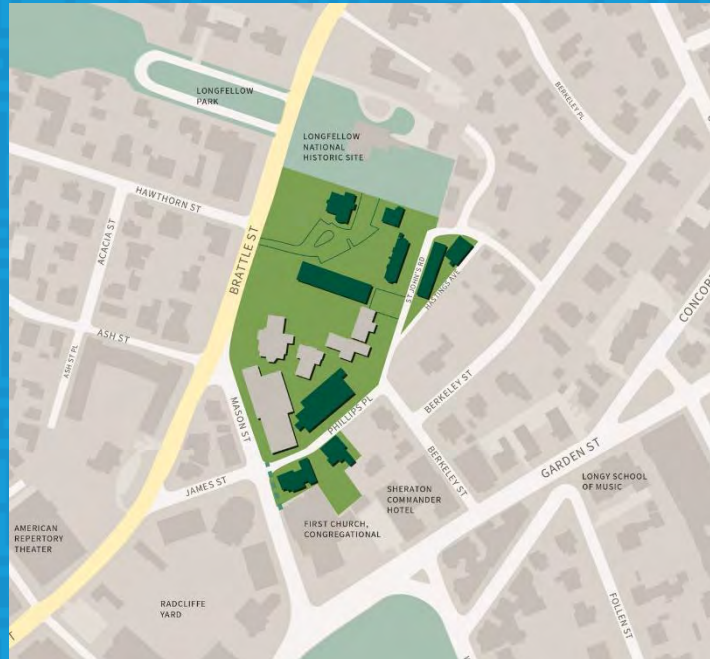 LONGFELLOW
PARK
LONGFELLOW
NATIONAL
HISTORIC SITE
BERKELEY PL
HAWTHORN ST
ACACIA ST
BRATTLE ST
ST JOHN'S RD
HASTINGS AVE
CONCOR
ASH ST
ASH ST PL
MASON ST
PHILLIPS PL
BERKELEY ST
BERKELEY ST
GARDEN ST
JAMES ST
SHERATON
COMMANDER
HOTEL
LONGY SCHOOL
OF MUSIC
AMERICAN
REPERTORY
THEATER
FIRST CHURCH,
CONGREGATIONAL
RADCLIFFE
YARD
FOLLEN ST